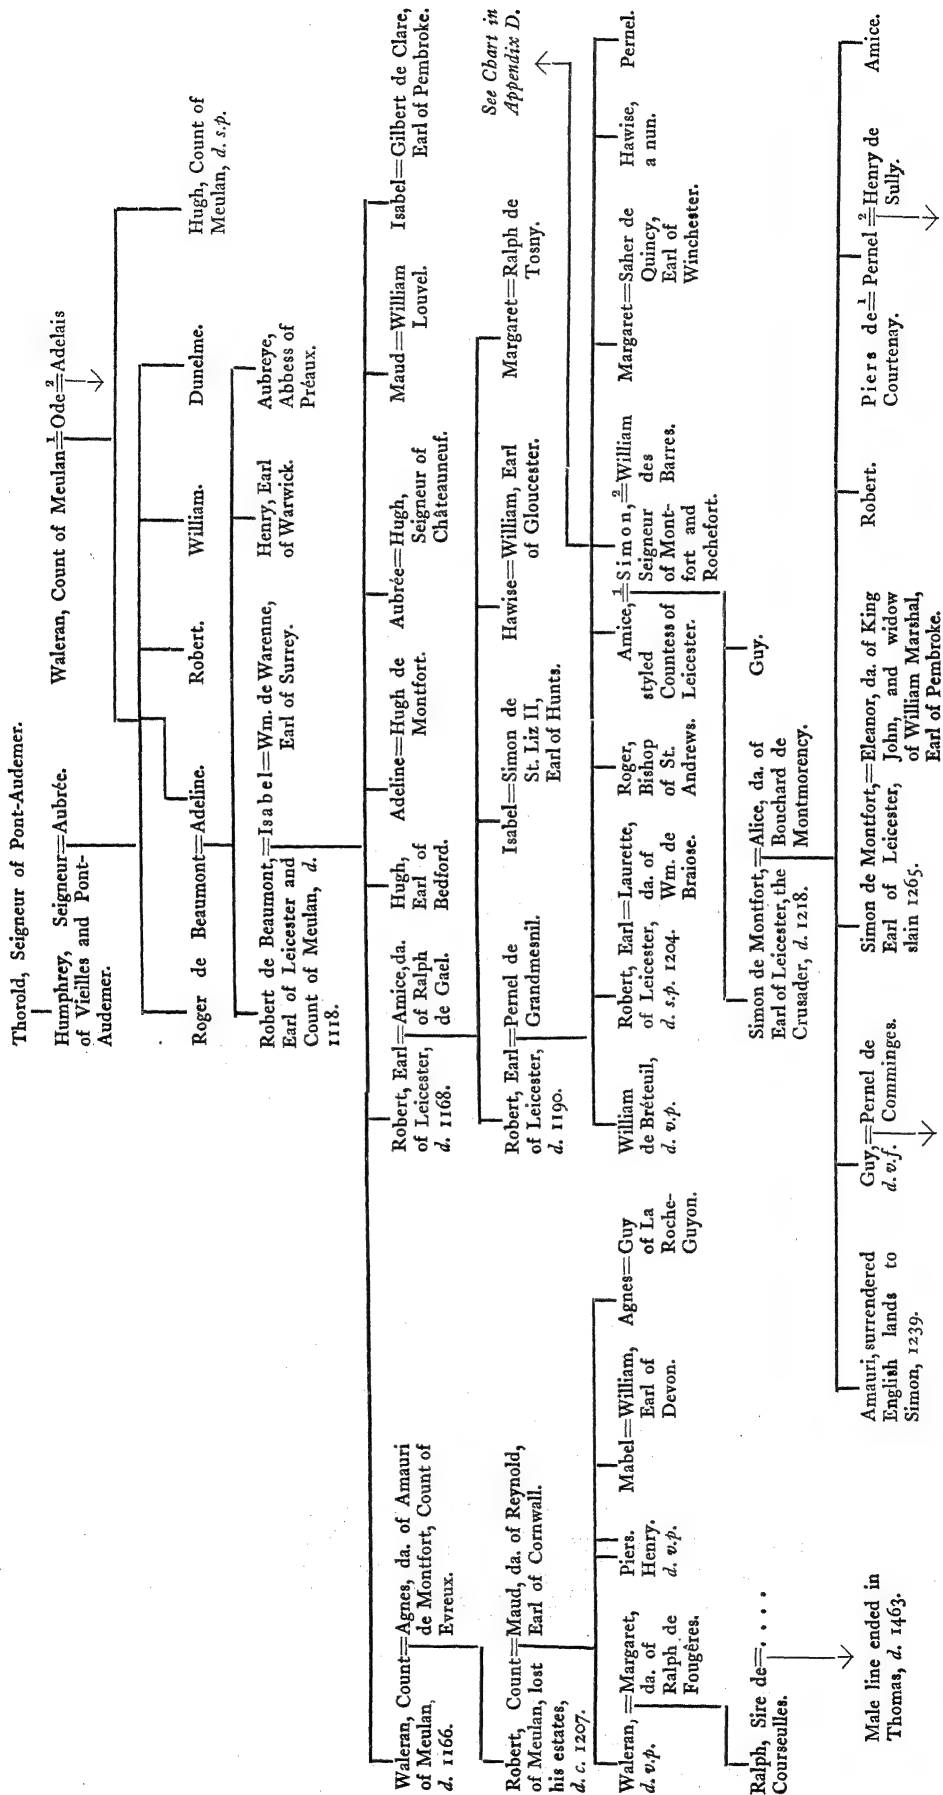 Thorold, Seigneur of Pont-Audemer.
Humphrey, Seigneur=Aubrée.
of Vieilles and Pont-
Audemer.
Waleran, Count of Meulan 1=Ode 2=Adelais
Roger de Beaumont=Adeline.
Robert.
William.
Dunelme.
Hugh, Count of
Meulan, d. s.p.
Robert de Beaumont,=Isabel=Wm. de Warenne,
Earl of Leicester and
Count of Meulan, d.
1118.
Earl of Surrey.
Henry, Earl
of Warwick.
Aubreye,
Abbess of
Préaux.
Waleran, Count=Agnes, da. of Amauri
of Meulan,
d. 1166.
de Montfort, Count of
Evreux.
Robert, Earl=Amice, da.
of Leicester,
d. 1168.
of Ralph
de Gael.
Hugh,
Earl of
Bedford.
Adeline=Hugh de
Montfort.
Aubrée=Hugh,
Seigneur of
Châteauneuf.
Maud=William
Louvel.
Isabel=Gilbert de Clare,
Earl of Pembroke.
Robert, Count=Maud, da. of Reynold,
of Meulan, lost
his estates,
d. c. 1207.
Earl of Cornwall.
Robert, Earl=Pernel de
of Leicester,
d. 1190.
Grandmesnil.
Isabel=Simon de
St. Liz II,
Earl of Hunts.
Hawise=William, Earl
of Gloucester.
Margaret=Ralph de
Tosny.
See Chart in
Appendix D.
Waleran,=Margaret,
d. v.p.
da. of
Ralph de
Fougères.
Piers.
Henry.
d. v.p.
Mabel=William,
Earl of
Devon.
Agnes=Guy
of La
Roche-
Guyon.
William
de Bréteuil,
d. v.p.
Robert, Earl=Laurette,
of Leicester,
d. s.p. 1204.
da. of
Wm. de
Braiose.
Roger,
Bishop
of St.
Andrews.
Amice, 1=Simon, 2=William
styled
Countess of
Leicester.
Seigneur
of Mont-
fort and
Rochefort.
des
Barres.
Margaret=Saher de
Quincy,
Earl of
Winchester.
Hawise,
a nun.
Pernel.
Ralph, Sire de=....
Courseulles.
Simon de Montfort,=Alice, da. of
Earl of Leicester, the
Crusader, d. 1218.
Bouchard de
Montmorency.
Guy.
Male line ended in
Thomas, d. 1463.
Amauri, surrendered
English lands to
Simon, 1239.
Guy,=Pernel de
d. v.f.
Comminges.
Simon de Montfort,=Eleanor, da. of King
Earl of Leicester,
slain 1265.
John, and widow
of William Marshal,
Earl of Pembroke.
Robert.
Piers de 1=Pernel 2=Henry de
Courtenay.
Sully.
Amice.